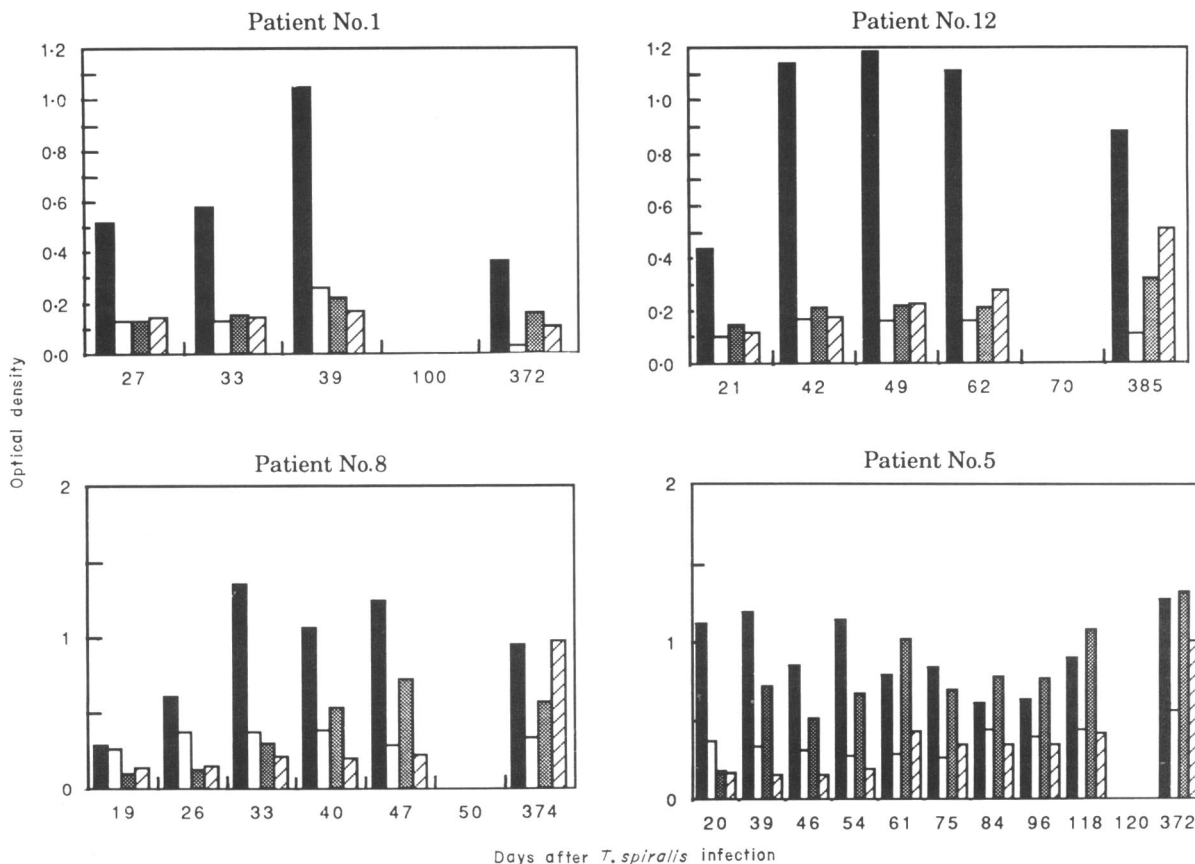 Patient No.1
Patient No.12
1·2
1·0
0·8
0·6
0·4
0·2
0·0
27 33 39 100 372
1·2
1·0
0·8
0·6
0·4
0·2
0·0
21 42 49 62 70 385
Optical density
Patient No.8
Patient No.5
2
1
0
19 26 33 40 47 50 374
2
1
0
20 39 46 54 61 75 84 96 118 120 372
Days after T. spiralis infection